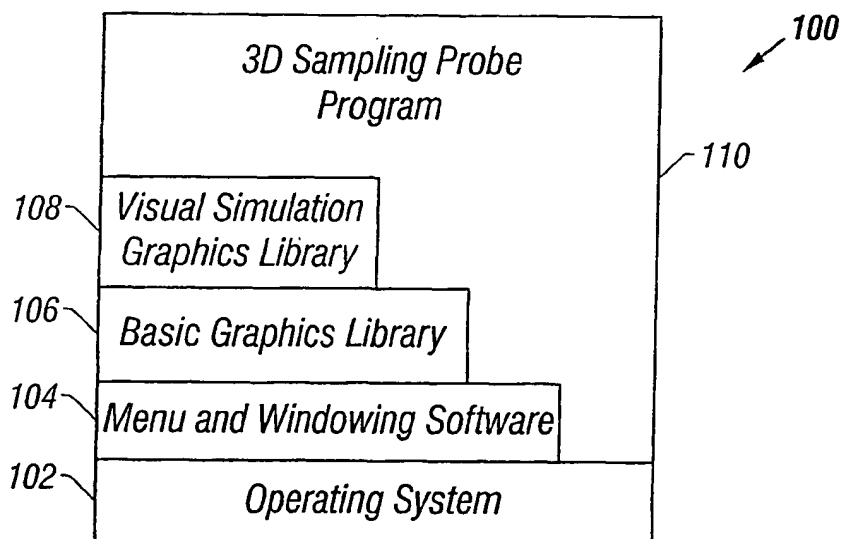 100
3D Sampling Probe
Program
110
108
Visual Simulation
Graphics Library
106
Basic Graphics Library
104
Menu and Windowing Software
102
Operating System